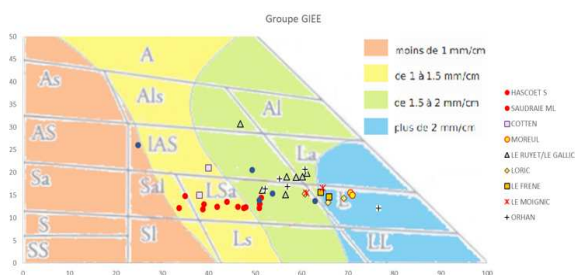 Groupe GIEE
50
45
40
35
30
25
20
15
10
5
0
0 10 20 30 40 50 60 70 80 90 100
A
As
Als
Al
AS
lAS
La
Sa
Sal
LSa
L
S
Sl
Ls
LL
SS
moins de 1 mm/cm
de 1 à 1.5 mm/cm
de 1.5 à 2 mm/cm
plus de 2 mm/cm
HASCOET S
SAUDRAIE ML
COTTEN
MOREUL
LE RUYET/LE GALLIC
LORIC
LE FRENE
LE MOIGNIC
ORHAN